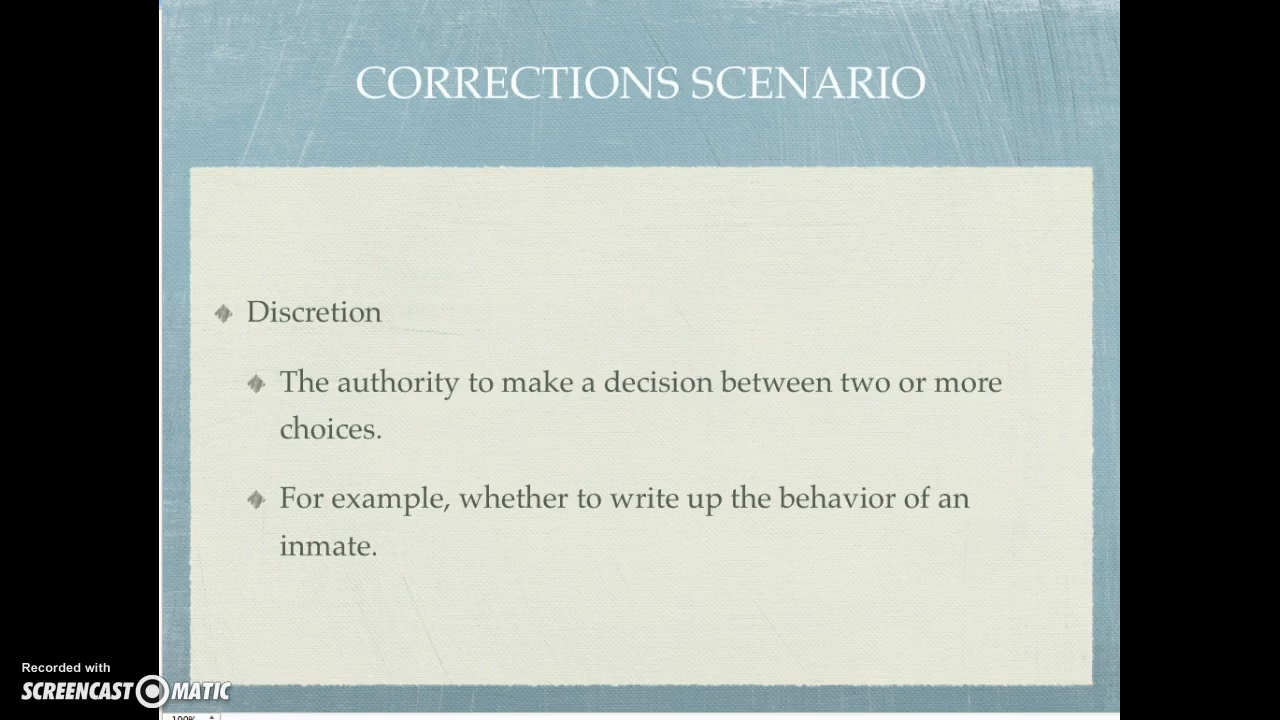 CORRECTIONS SCENARIO
Discretion
The authority to make a decision between two or more
choices.
For example, whether to write up the behavior of an
inmate.
Recorded with
SCREENCAST O MATIC
100%